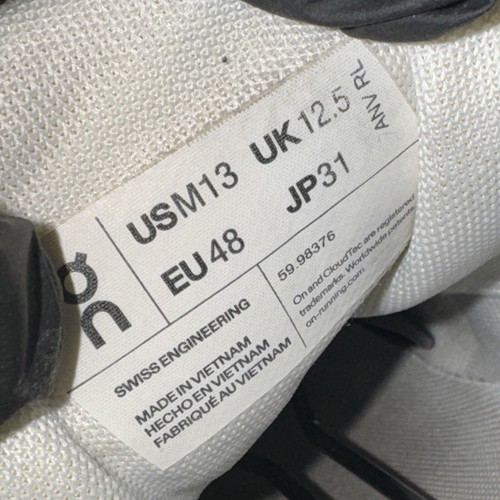 On
USM13 UK12.5
EU48 JP31
ANV RL
SWISS ENGINEERING
MADE IN VIETNAM
HECHO EN VIETNAM
FABRIQUÉ AU VIETNAM
59.98376
On and CloudTec are registered
trademarks. Worldwide patents
on-running.com